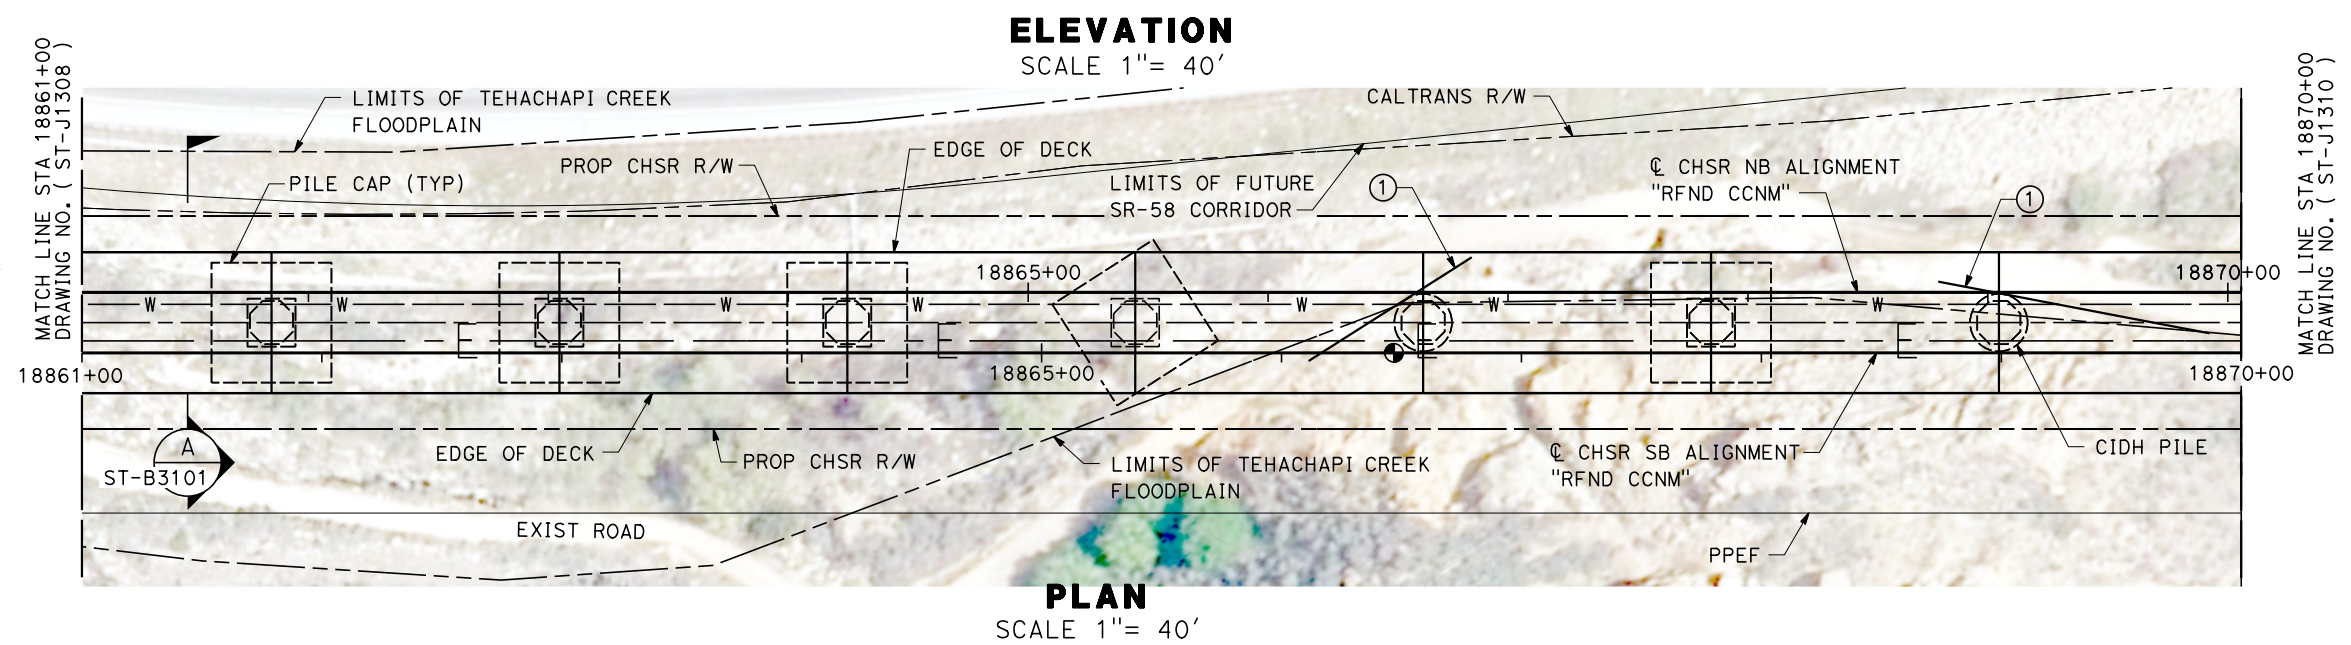 ELEVATION
SCALE 1"= 40'
MATCH LINE STA 18861+00
DRAWING NO. ( ST-J1308 )
LIMITS OF TEHACHAPI CREEK
FLOODPLAIN
CALTRANS R/W
MATCH LINE STA 18870+00
DRAWING NO. ( ST-J1310 )
PILE CAP (TYP)
PROP CHSR R/W
EDGE OF DECK
LIMITS OF FUTURE
SR-58 CORRIDOR
1
℄ CHSR NB ALIGNMENT
"RFND CCNM"
1
18865+00
18870+00
W W W W W W W
E E E E
18861+00
18865+00
18870+00
A
ST-B3101
EDGE OF DECK
PROP CHSR R/W
LIMITS OF TEHACHAPI CREEK
FLOODPLAIN
℄ CHSR SB ALIGNMENT
"RFND CCNM"
CIDH PILE
EXIST ROAD
PPEF
PLAN
SCALE 1"= 40'